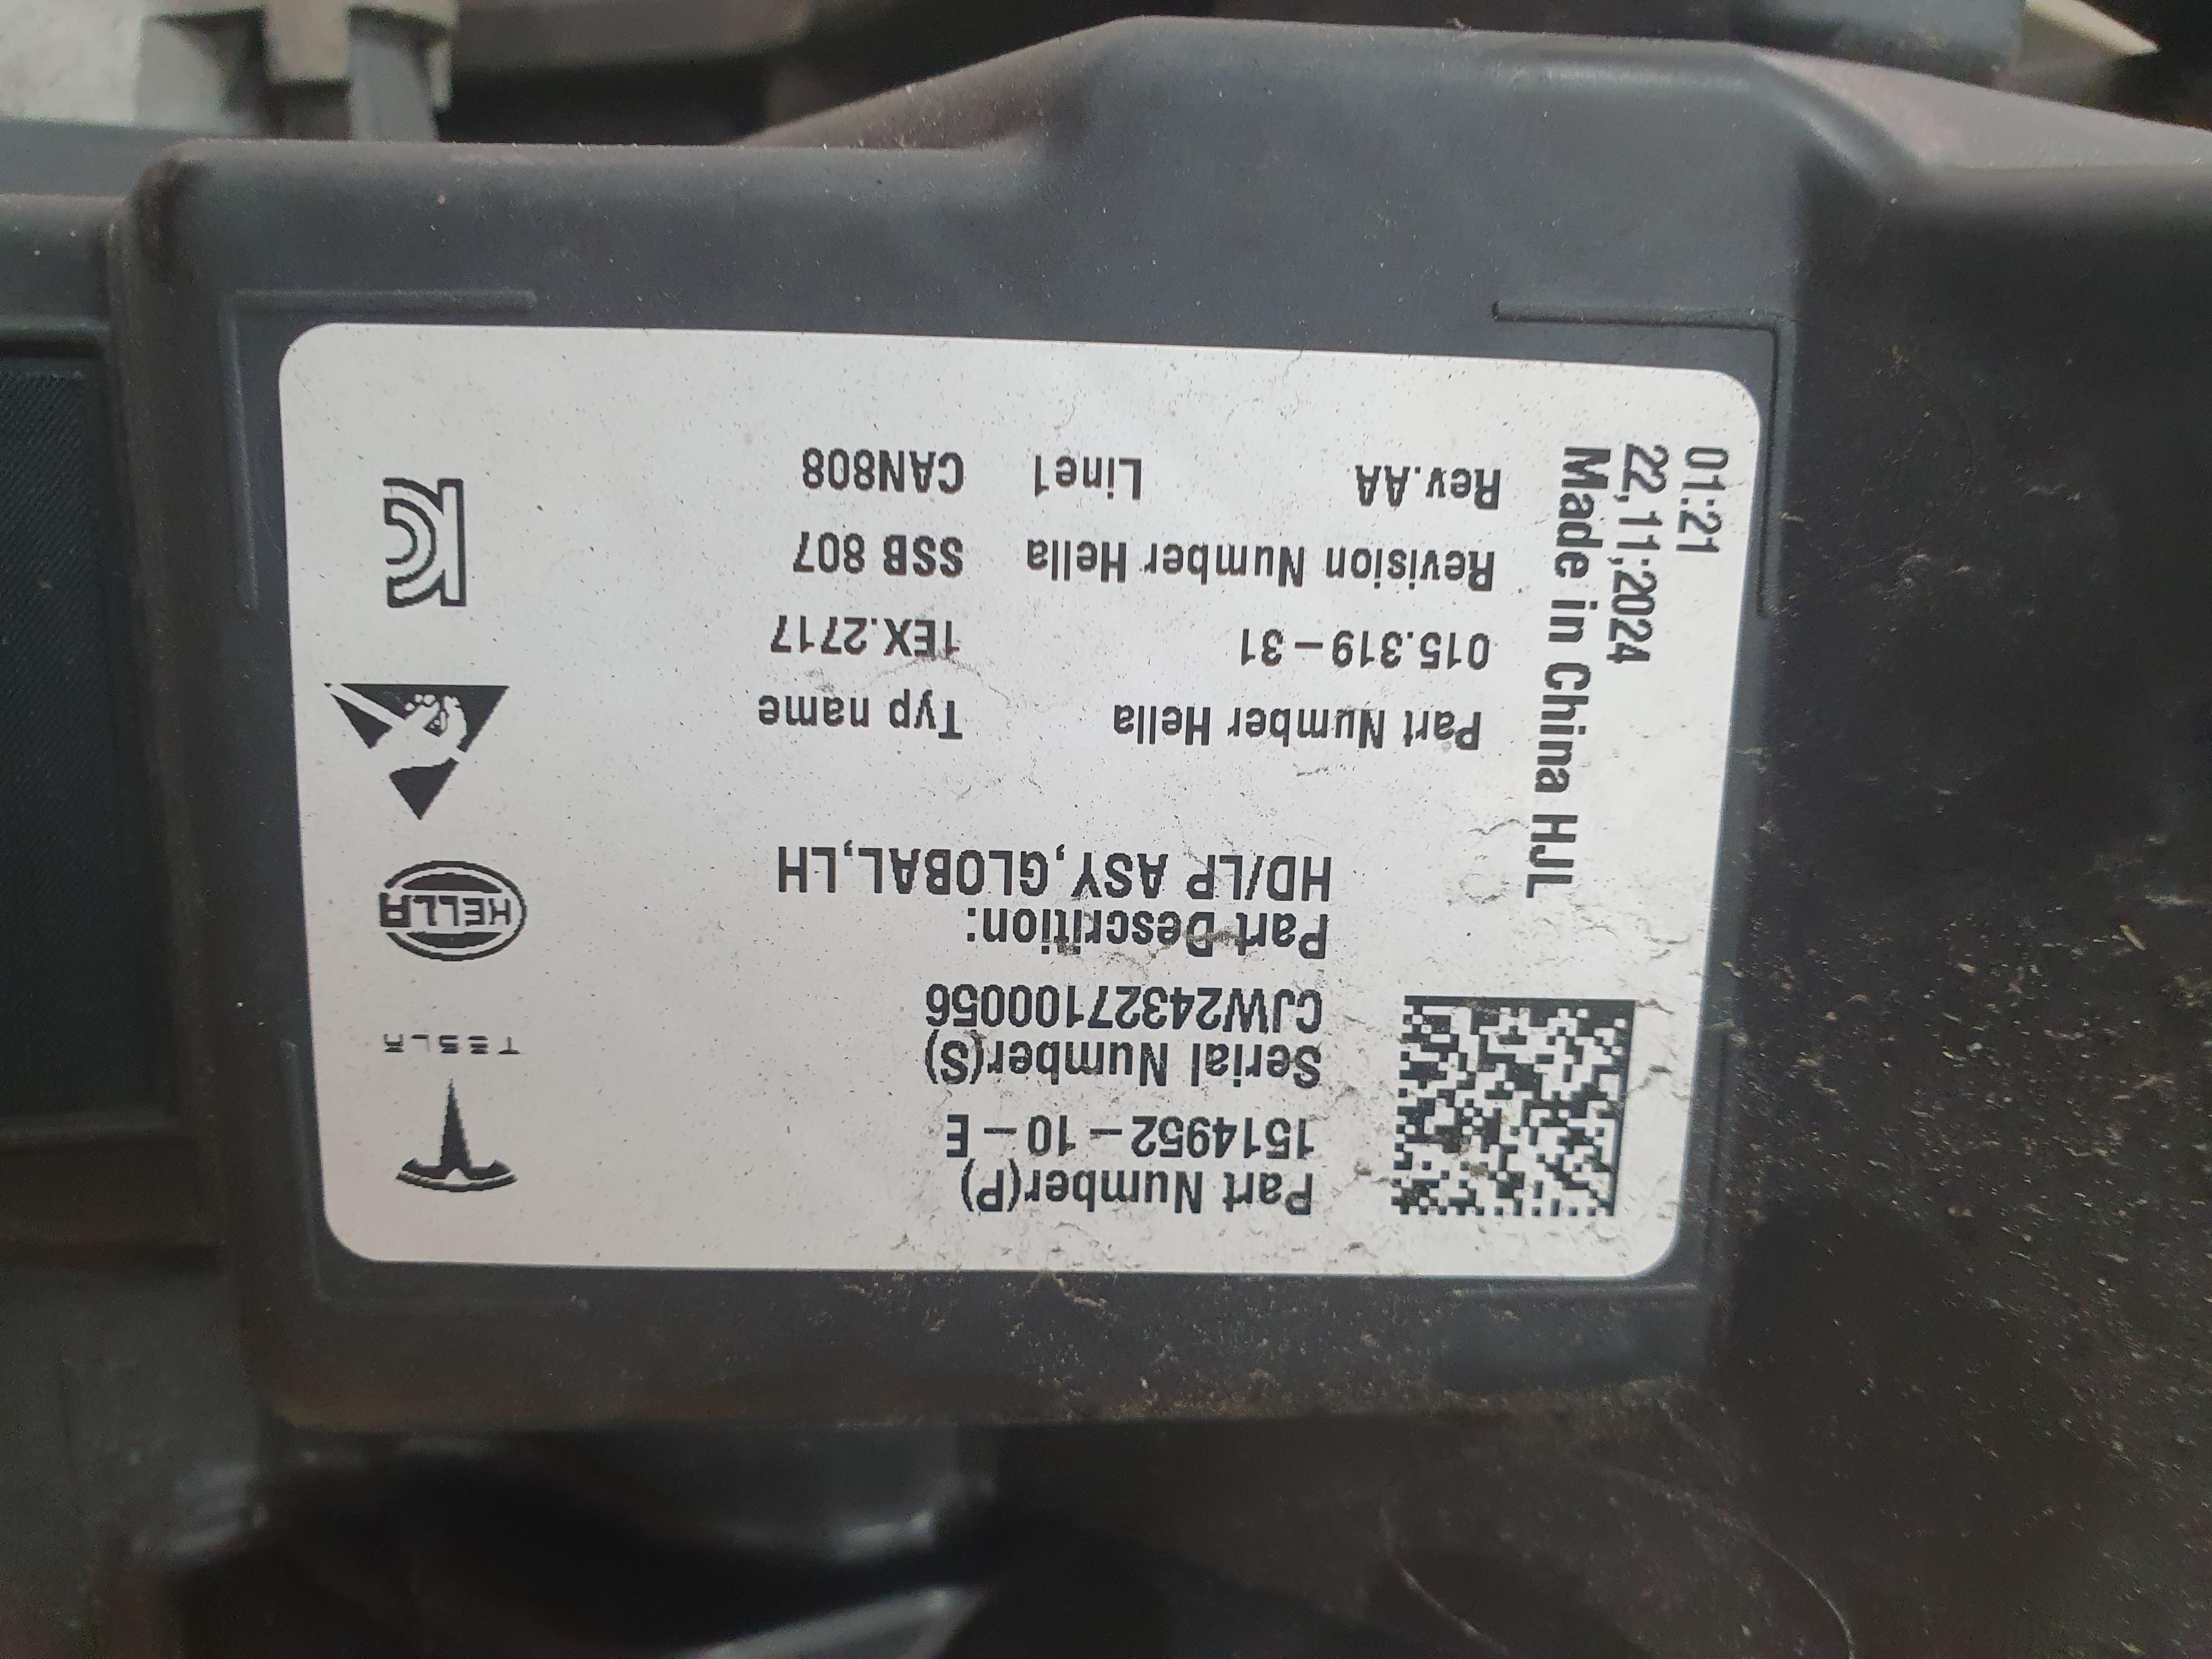 Part Number(P)
1514952-10-E
Serial Number(S)
CJW243271000056
Part Descrition:
HD/LP ASY,GLOBAL,LH
Part Number Hella Typ name
015.319-31 1EX.2717
Revision Number Hella SSB 807
Rev.AA Line1 CAN808
Made in China HJL
22,11,2024
01:21
TESLA
HELLA